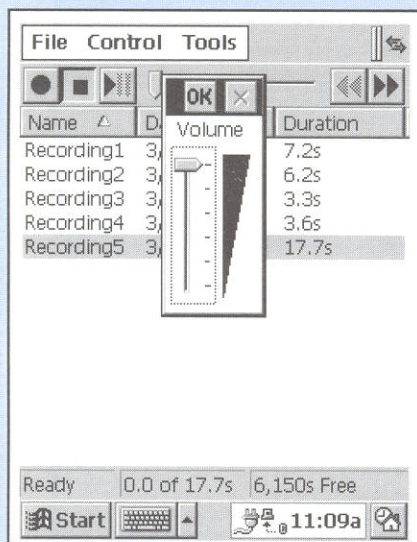 File Control Tools
OK ×
Name D Duration
Volume
Recording1 3, 7.2s
Recording2 3, 6.2s
Recording3 3, 3.3s
Recording4 3, 3.6s
Recording5 3, 17.7s
Ready 0.0 of 17.7s 6,150s Free
Start 11:09a